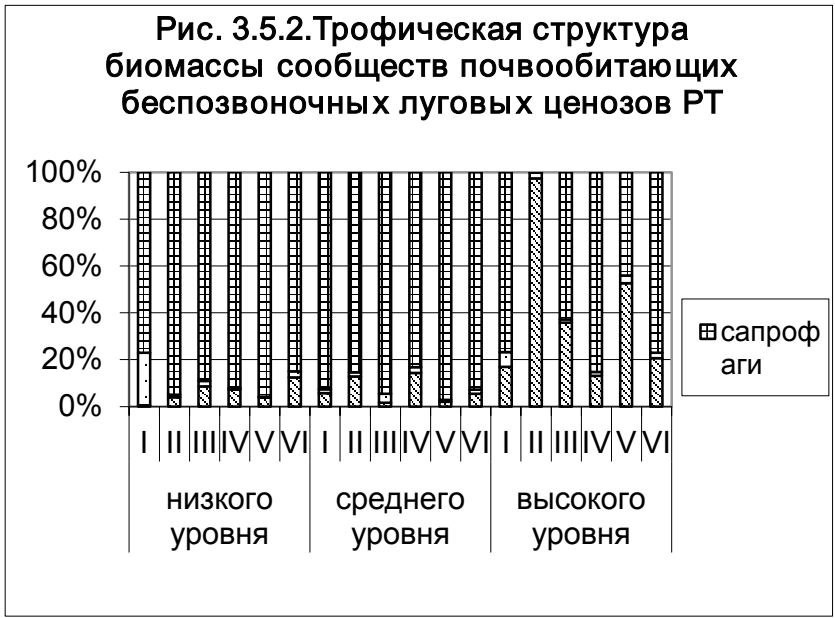 Рис. 3.5.2.Трофическая структура
биомассы сообществ почвообитающих
беспозвоночных луговых ценозов РТ
100%
80%
60%
40%
20%
0%
I II III IV V VI I II III IV V VI I II III IV V VI
низкого уровня
среднего уровня
высокого уровня
сапроф
аги